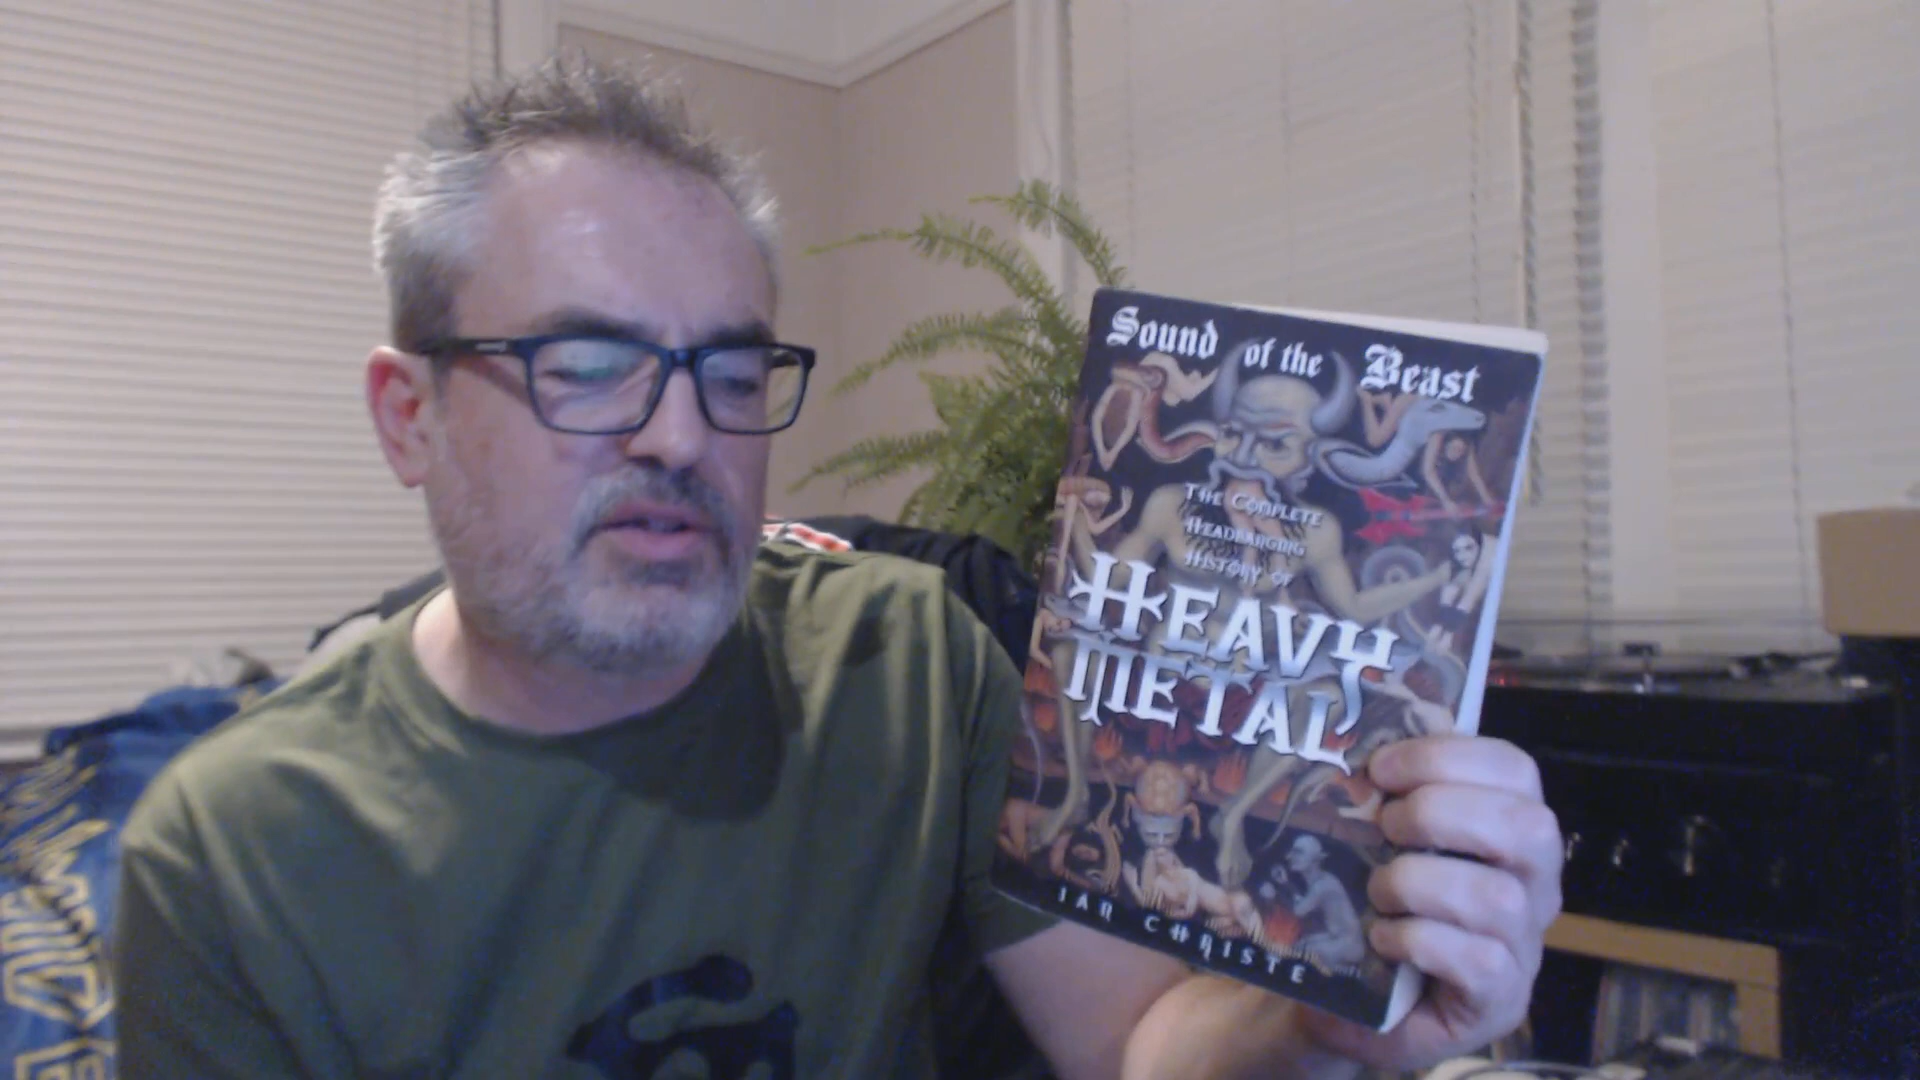 Sound of the Beast
The Complete
Headbanging
History of
Heavy
Metal
Ian Christe